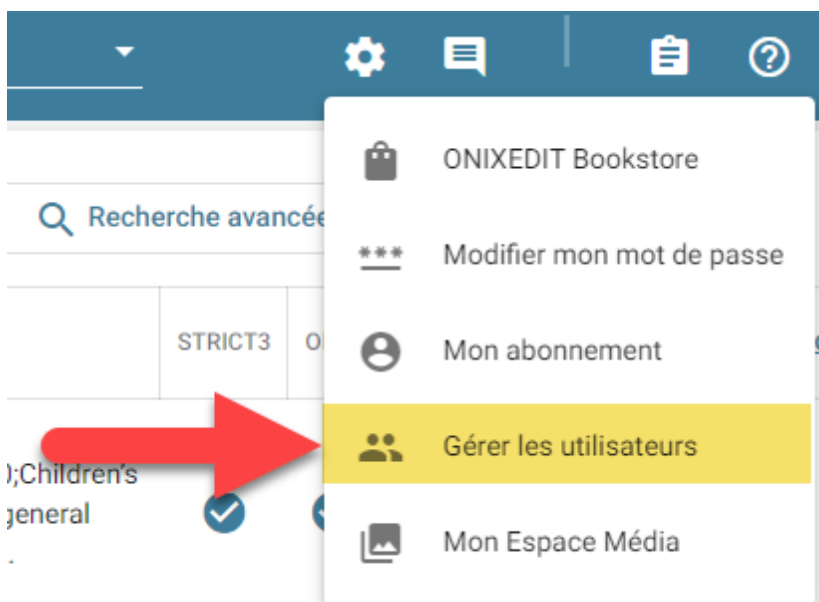 ONIXEDIT Bookstore
Recherche avancée
*** Modifier mon mot de passe
STRICT3
Mon abonnement
Gérer les utilisateurs
);Children's
general
Mon Espace Média